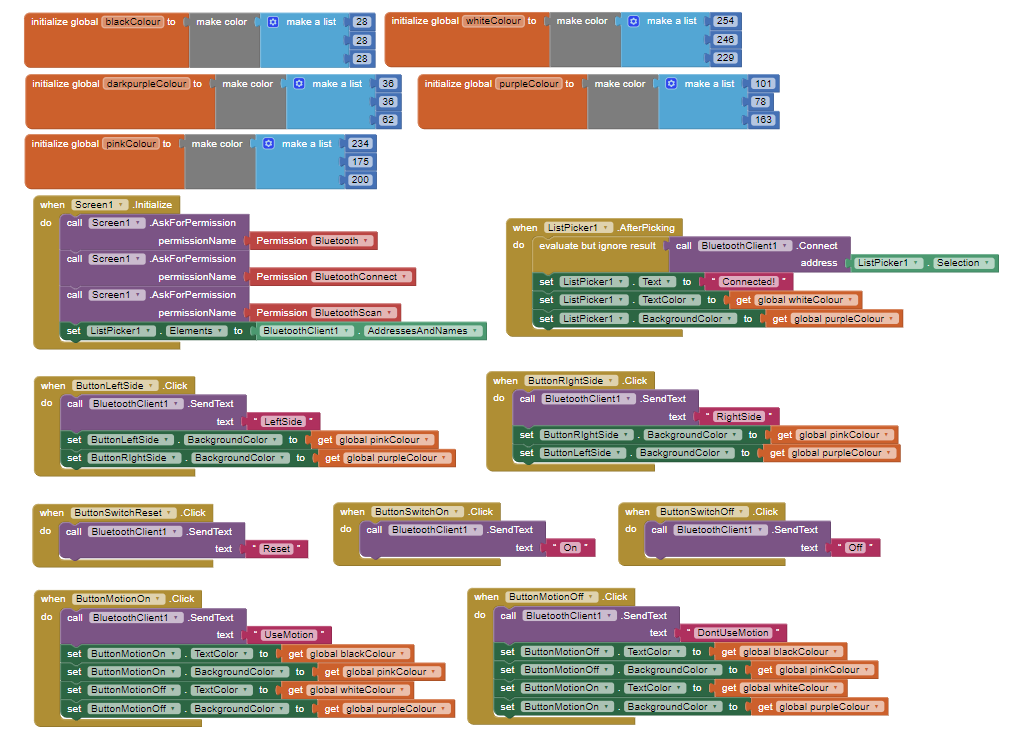 initialize global blackColour to make color make a list 28
28
28
initialize global whiteColour to make color make a list 254
246
229
initialize global darkpurpleColour to make color make a list 36
36
62
initialize global purpleColour to make color make a list 101
78
163
initialize global pinkColour to make color make a list 234
175
200
when Screen1 .Initialize
do call Screen1 .AskForPermission
permissionName Permission Bluetooth
call Screen1 .AskForPermission
permissionName Permission BluetoothConnect
call Screen1 .AskForPermission
permissionName Permission BluetoothScan
set ListPicker1 . Elements to BluetoothClient1 . AddressesAndNames
when ListPicker1 .AfterPicking
do evaluate but ignore result call BluetoothClient1 .Connect
address ListPicker1 . Selection
set ListPicker1 . Text to " Connected! "
set ListPicker1 . TextColor to get global whiteColour
set ListPicker1 . BackgroundColor to get global purpleColour
when ButtonLeftSide .Click
do call BluetoothClient1 .SendText
text " LeftSide "
set ButtonLeftSide . BackgroundColor to get global pinkColour
set ButtonRIghtSide . BackgroundColor to get global purpleColour
when ButtonRIghtSide .Click
do call BluetoothClient1 .SendText
text " RightSide "
set ButtonRIghtSide . BackgroundColor to get global pinkColour
set ButtonLeftSide . BackgroundColor to get global purpleColour
when ButtonSwitchReset .Click
do call BluetoothClient1 .SendText
text " Reset "
when ButtonSwitchOn .Click
do call BluetoothClient1 .SendText
text " On "
when ButtonSwitchOff .Click
do call BluetoothClient1 .SendText
text " Off "
when ButtonMotionOn .Click
do call BluetoothClient1 .SendText
text " UseMotion "
set ButtonMotionOn . TextColor to get global blackColour
set ButtonMotionOn . BackgroundColor to get global pinkColour
set ButtonMotionOff . TextColor to get global whiteColour
set ButtonMotionOff . BackgroundColor to get global purpleColour
when ButtonMotionOff .Click
do call BluetoothClient1 .SendText
text " DontUseMotion "
set ButtonMotionOff . TextColor to get global blackColour
set ButtonMotionOff . BackgroundColor to get global pinkColour
set ButtonMotionOn . TextColor to get global whiteColour
set ButtonMotionOn . BackgroundColor to get global purpleColour